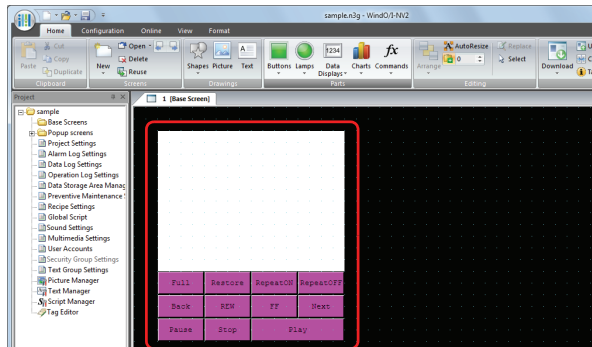 sample.n3g - WindO/I-NV2
Home Configuration Online View Format
Cut
Copy
Paste
Duplicate
Clipboard
New
Open
Delete
Reuse
Screens
Shapes Picture Text
Drawings
1234
Buttons Lamps Data Displays Charts Commands
Parts
Arrange
AutoResize
0
Replace
Select
Editing
Download
Project
1 [Base Screen]
sample
Base Screens
Popup screens
Project Settings
Alarm Log Settings
Data Log Settings
Operation Log Settings
Data Storage Area Manag
Preventive Maintenance S
Recipe Settings
Global Script
Sound Settings
Multimedia Settings
User Accounts
Security Group Settings
Text Group Settings
Picture Manager
Text Manager
Script Manager
Tag Editor
Full Restore RepeatON RepeatOFF
Back REW FF Next
Pause Stop Play